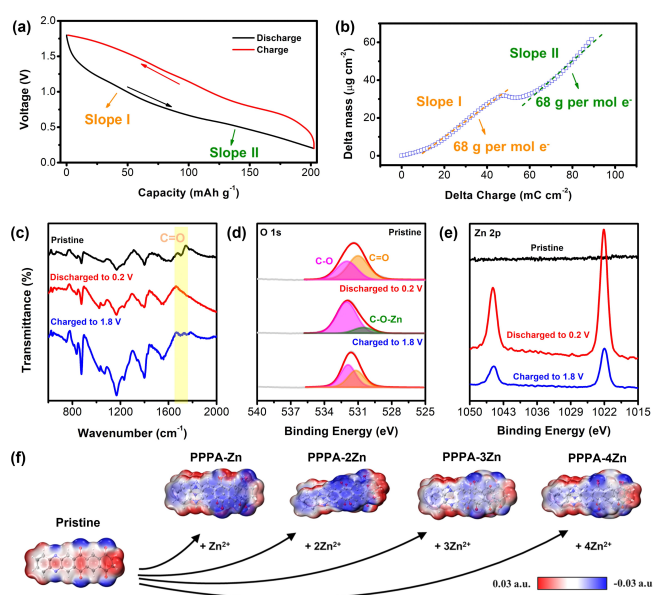 (a)
1.8
1.2
0.6
0.0
Voltage (V)
Discharge
Charge
Slope I
Slope II
0
50
100
150
200
Capacity (mAh g⁻¹)
(b)
60
40
20
0
Delta mass (μg cm⁻²)
Slope II
Slope I
68 g per mol e⁻
68 g per mol e⁻
0
20
40
60
80
100
Delta Charge (mC cm⁻²)
(c)
C=O
Pristine
Discharged to 0.2 V
Charged to 1.8 V
Transmittance (%)
800
1200
1600
2000
Wavenumber (cm⁻¹)
(d)
O 1s
Pristine
C-O
C=O
Discharged to 0.2 V
C-O-Zn
Charged to 1.8 V
540
537
534
531
528
525
Binding Energy (eV)
(e)
Zn 2p
Pristine
Discharged to 0.2 V
Charged to 1.8 V
1050
1043
1036
1029
1022
1015
Binding Energy (eV)
(f)
PPPA-Zn
PPPA-2Zn
PPPA-3Zn
PPPA-4Zn
Pristine
+ Zn²⁺
+ 2Zn²⁺
+ 3Zn²⁺
+ 4Zn²⁺
0.03 a.u.
-0.03 a.u.